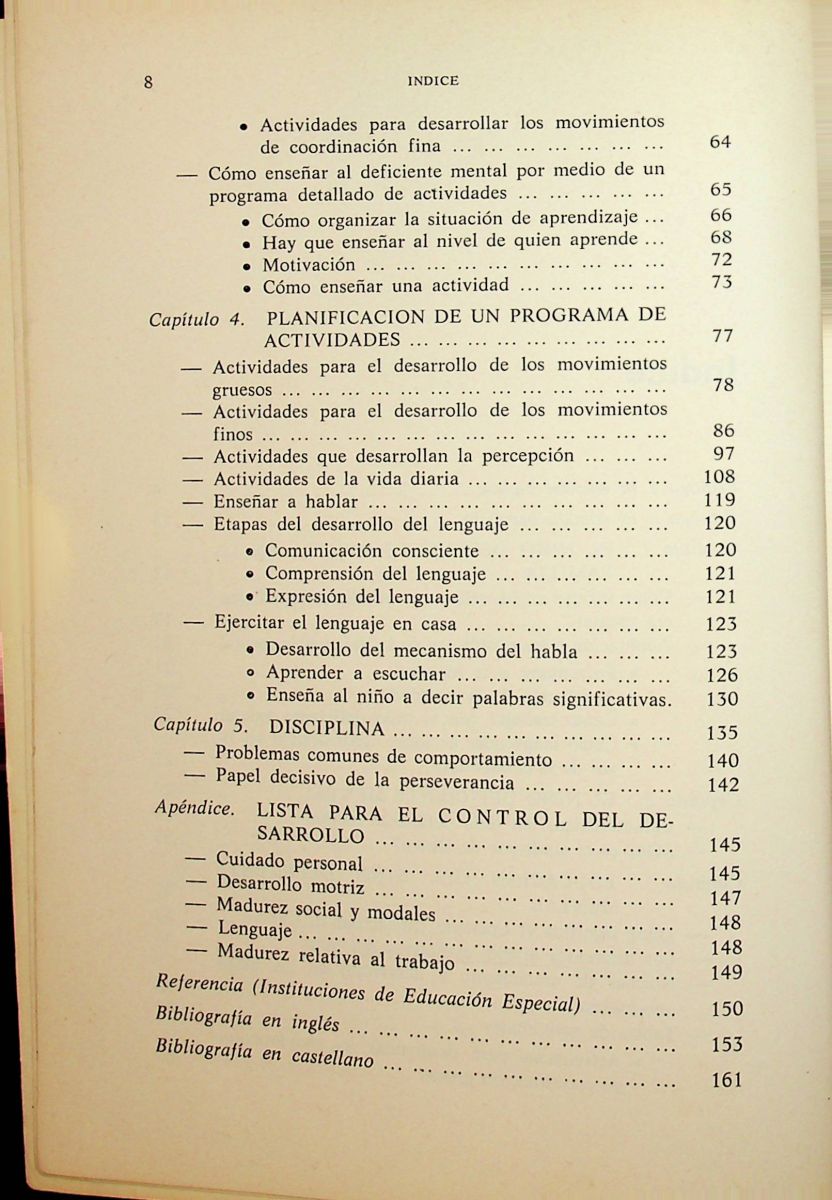 8 INDICE
• Actividades para desarrollar los movimientos
de coordinación fina ... ... ... ... ... ... ... 64
— Cómo enseñar al deficiente mental por medio de un
programa detallado de actividades ... ... ... ... ... 65
• Cómo organizar la situación de aprendizaje ... 66
• Hay que enseñar al nivel de quien aprende ... 68
• Motivación ... ... ... ... ... ... ... ... ... ... 72
• Cómo enseñar una actividad ... ... ... ... ... 73
Capítulo 4. PLANIFICACION DE UN PROGRAMA DE
ACTIVIDADES ... ... ... ... ... ... ... ... ... 77
— Actividades para el desarrollo de los movimientos
gruesos ... ... ... ... ... ... ... ... ... ... ... ... ... 78
— Actividades para el desarrollo de los movimientos
finos ... ... ... ... ... ... ... ... ... ... ... ... ... ... 86
— Actividades que desarrollan la percepción ... ... ... 97
— Actividades de la vida diaria ... ... ... ... ... ... ... 108
— Enseñar a hablar ... ... ... ... ... ... ... ... ... ... 119
— Etapas del desarrollo del lenguaje ... ... ... ... ... 120
• Comunicación consciente ... ... ... ... ... ... 120
• Comprensión del lenguaje ... ... ... ... ... ... 121
• Expresión del lenguaje ... ... ... ... ... ... ... 121
— Ejercitar el lenguaje en casa ... ... ... ... ... ... ... 123
• Desarrollo del mecanismo del habla ... ... ... 123
• Aprender a escuchar ... ... ... ... ... ... ... 126
• Enseña al niño a decir palabras significativas. 130
Capítulo 5. DISCIPLINA ... ... ... ... ... ... ... ... ... ... 135
— Problemas comunes de comportamiento ... ... ... ... 140
— Papel decisivo de la perseverancia ... ... ... ... ... 142
Apéndice. LISTA PARA EL CONTROL DEL DE-
SARROLLO ... ... ... ... ... ... ... ... ... ... 145
— Cuidado personal ... ... ... ... ... ... ... ... ... ... 145
— Desarrollo motriz ... ... ... ... ... ... ... ... ... ... 147
— Madurez social y modales ... ... ... ... ... ... ... ... 148
— Lenguaje ... ... ... ... ... ... ... ... ... ... ... ... ... 148
— Madurez relativa al trabajo ... ... ... ... ... ... ... 149
Referencia (Instituciones de Educación Especial) ... ... ... 150
Bibliografía en inglés ... ... ... ... ... ... ... ... ... ... ... 153
Bibliografía en castellano ... ... ... ... ... ... ... ... ... ... 161